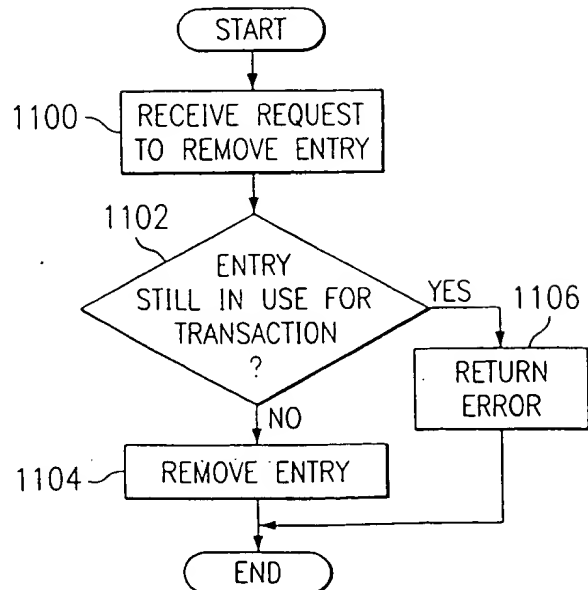 START
1100
RECEIVE REQUEST
TO REMOVE ENTRY
1102
ENTRY
STILL IN USE FOR
TRANSACTION
?
YES
1106
RETURN
ERROR
NO
1104
REMOVE ENTRY
END